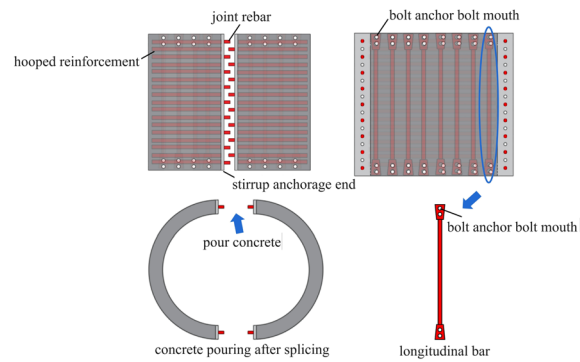 joint rebar
bolt anchor bolt mouth
hooped reinforcement
stirrup anchorage end
pour concrete
bolt anchor bolt mouth
concrete pouring after splicing
longitudinal bar